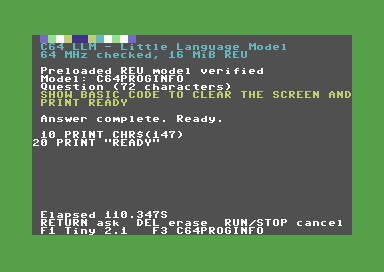 C64 LLM - Little Language Model
64 MHz checked, 16 MiB REU
Preloaded REU model verified
Model: C64PROGINFO
Question (72 characters)
SHOW BASIC CODE TO CLEAR THE SCREEN AND
PRINT READY
Answer complete. Ready.
10 PRINT CHR$(147)
20 PRINT "READY"
Elapsed 110.347S
RETURN ask  DEL erase  RUN/STOP cancel
F1 Tiny 2.1   F3 C64PROGINFO